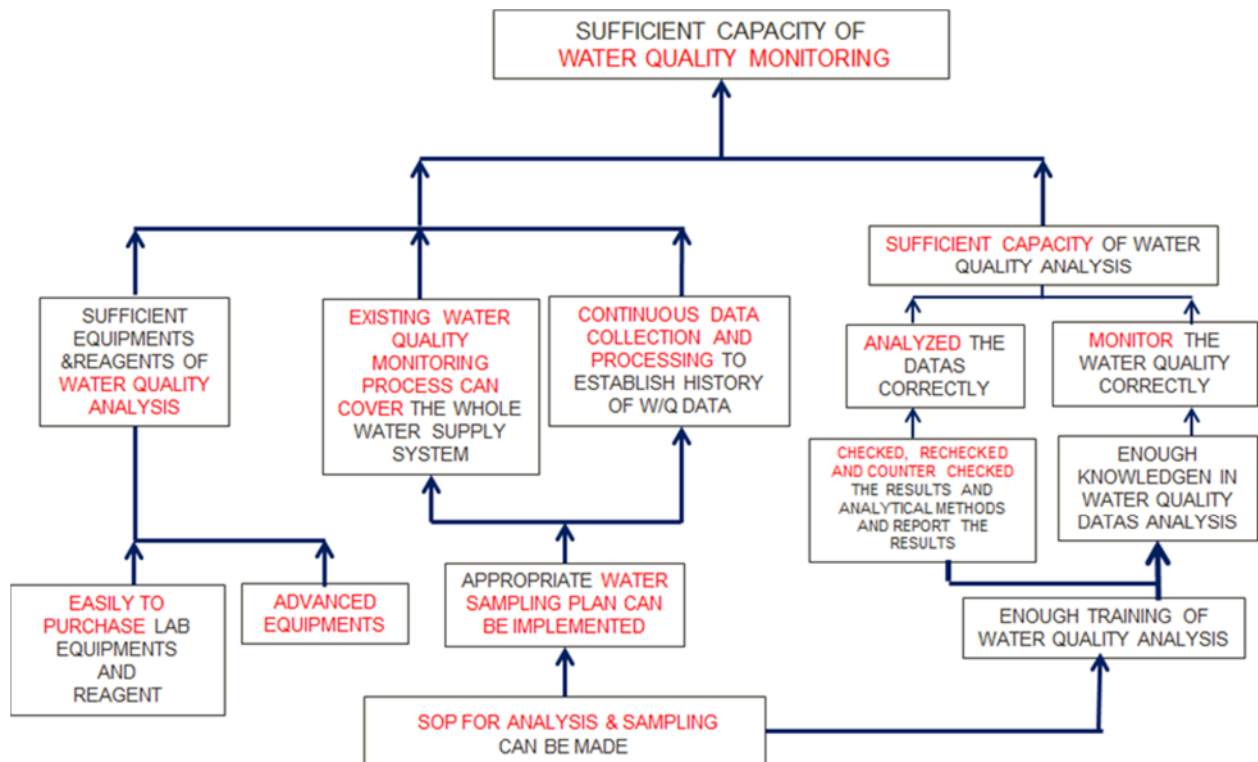 SUFFICIENT CAPACITY OF
WATER QUALITY MONITORING
SUFFICIENT CAPACITY OF WATER
QUALITY ANALYSIS
SUFFICIENT
EQUIPMENTS
&REAGENTS OF
WATER QUALITY
ANALYSIS
EXISTING WATER
QUALITY
MONITORING
PROCESS CAN
COVER THE WHOLE
WATER SUPPLY
SYSTEM
CONTINUOUS DATA
COLLECTION AND
PROCESSING TO
ESTABLISH HISTORY
OF W/Q DATA
ANALYZED THE
DATAS
CORRECTLY
MONITOR THE
WATER QUALITY
CORRECTLY
CHECKED, RECHECKED
AND COUNTER CHECKED
THE RESULTS AND
ANALYTICAL METHODS
AND REPORT THE
RESULTS
ENOUGH
KNOWLEDGEN IN
WATER QUALITY
DATAS ANALYSIS
EASILY TO
PURCHASE LAB
EQUIPMENTS
AND
REAGENT
ADVANCED
EQUIPMENTS
APPROPRIATE WATER
SAMPLING PLAN CAN
BE IMPLEMENTED
ENOUGH TRAINING OF
WATER QUALITY ANALYSIS
SOP FOR ANALYSIS & SAMPLING
CAN BE MADE